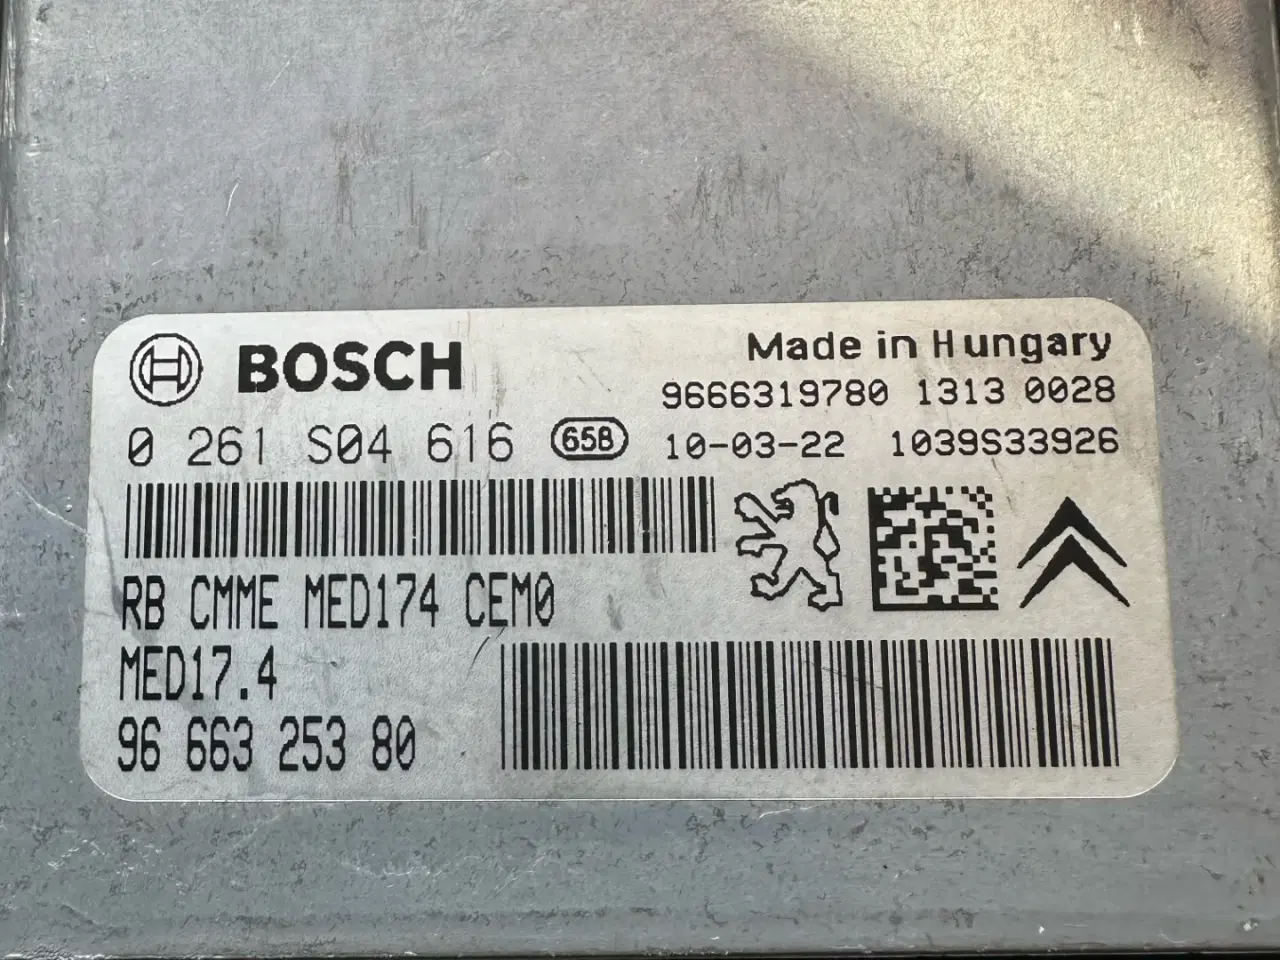 BOSCH
Made in Hungary
9666319780 1313 0028
0 261 S04 616 65B 10-03-22 1039S33926
RB CMME MED174 CEM0
MED17.4
96 663 253 80